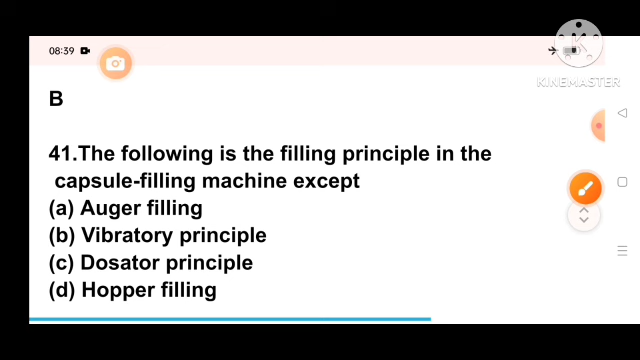 08:39
KINEMASTER
B
41.The following is the filling principle in the
capsule-filling machine except
(a) Auger filling
(b) Vibratory principle
(c) Dosator principle
(d) Hopper filling